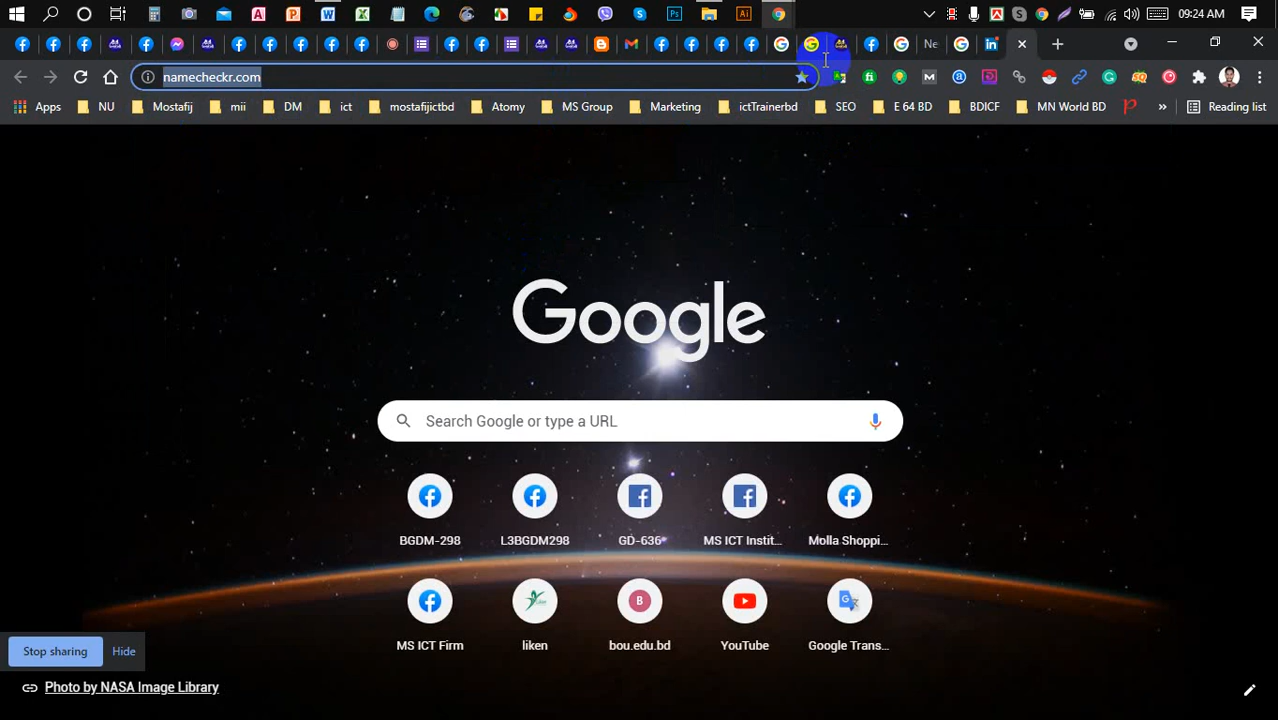 09:24 AM
Ne
namecheckr.com
Apps NU Mostafij mii DM ict mostafijictbd Atomy MS Group Marketing ictTrainerbd SEO E 64 BD BDICF MN World BD » Reading list
Google
Search Google or type a URL
BGDM-298 L3BGDM298 GD-636 MS ICT Instit... Molla Shoppi...
MS ICT Firm liken bou.edu.bd YouTube Google Trans...
Stop sharing Hide
Photo by NASA Image Library